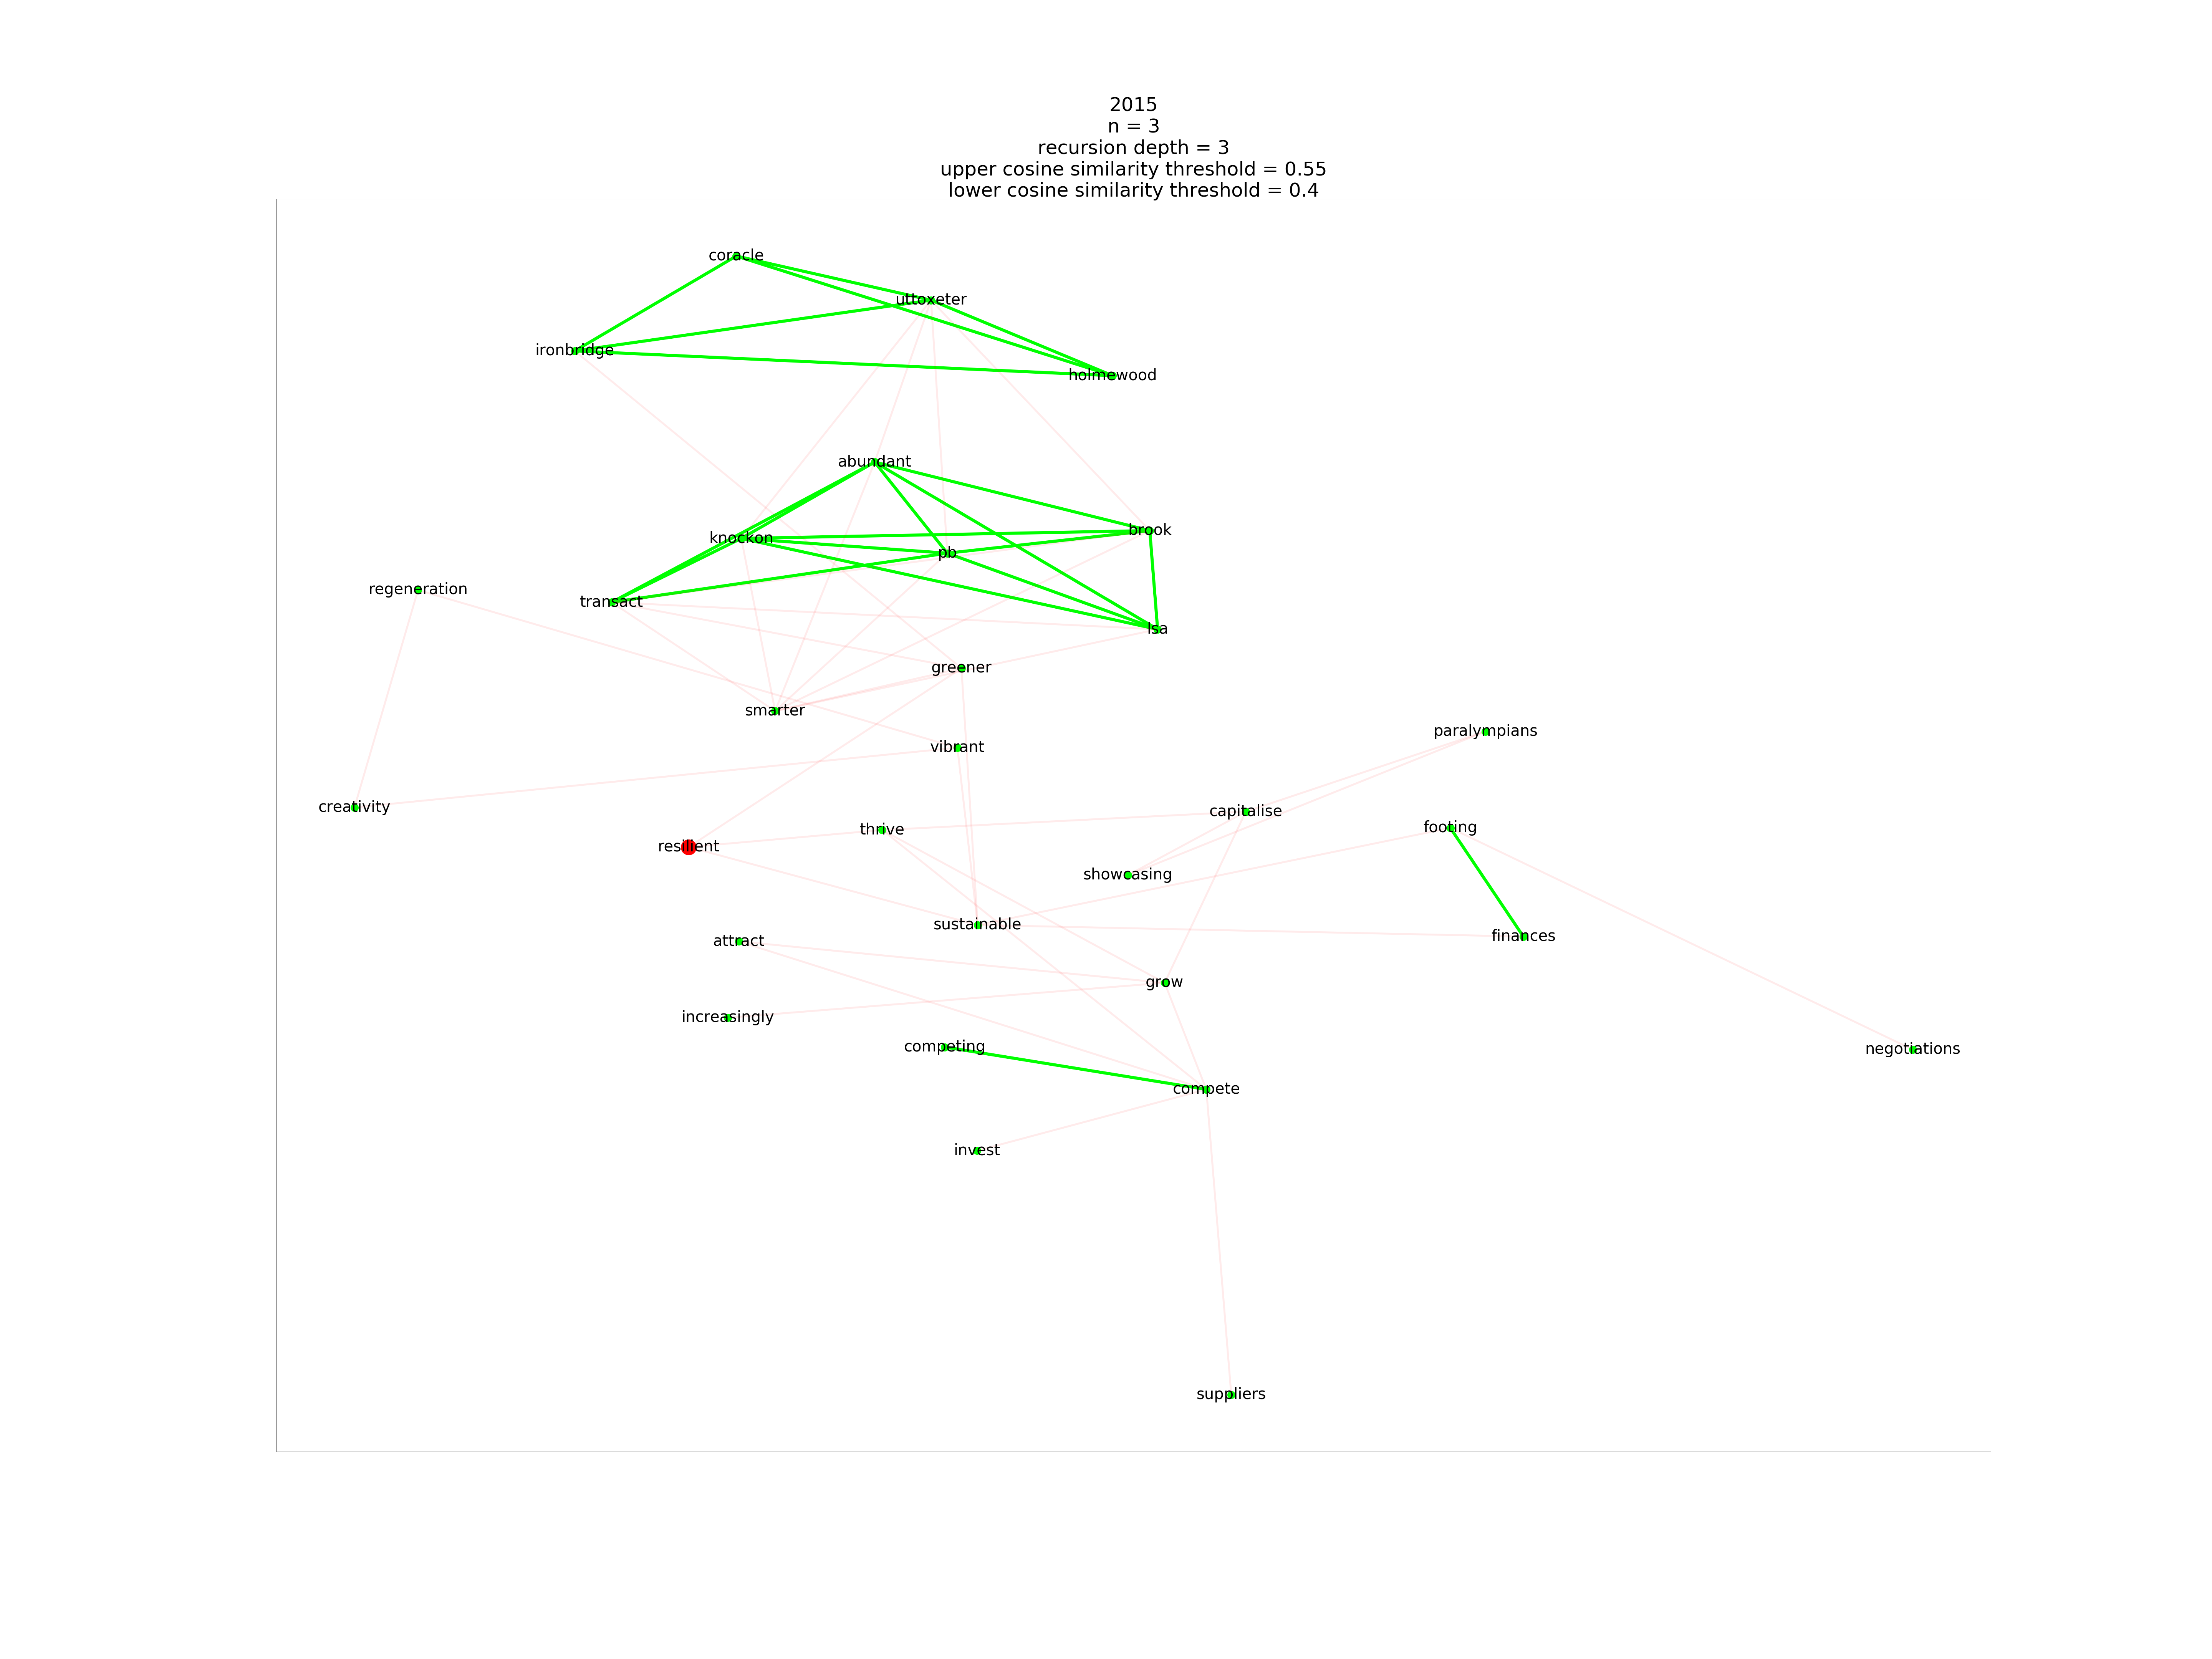 2015
n = 3
recursion depth = 3
upper cosine similarity threshold = 0.55
lower cosine similarity threshold = 0.4
coracle
uttoxeter
ironbridge
holmewood
abundant
brook
knockon
pb
regeneration
transact
lsa
greener
smarter
paralympians
vibrant
creativity
capitalise
footing
thrive
resilient
showcasing
sustainable
finances
attract
grow
increasingly
competing
negotiations
compete
invest
suppliers